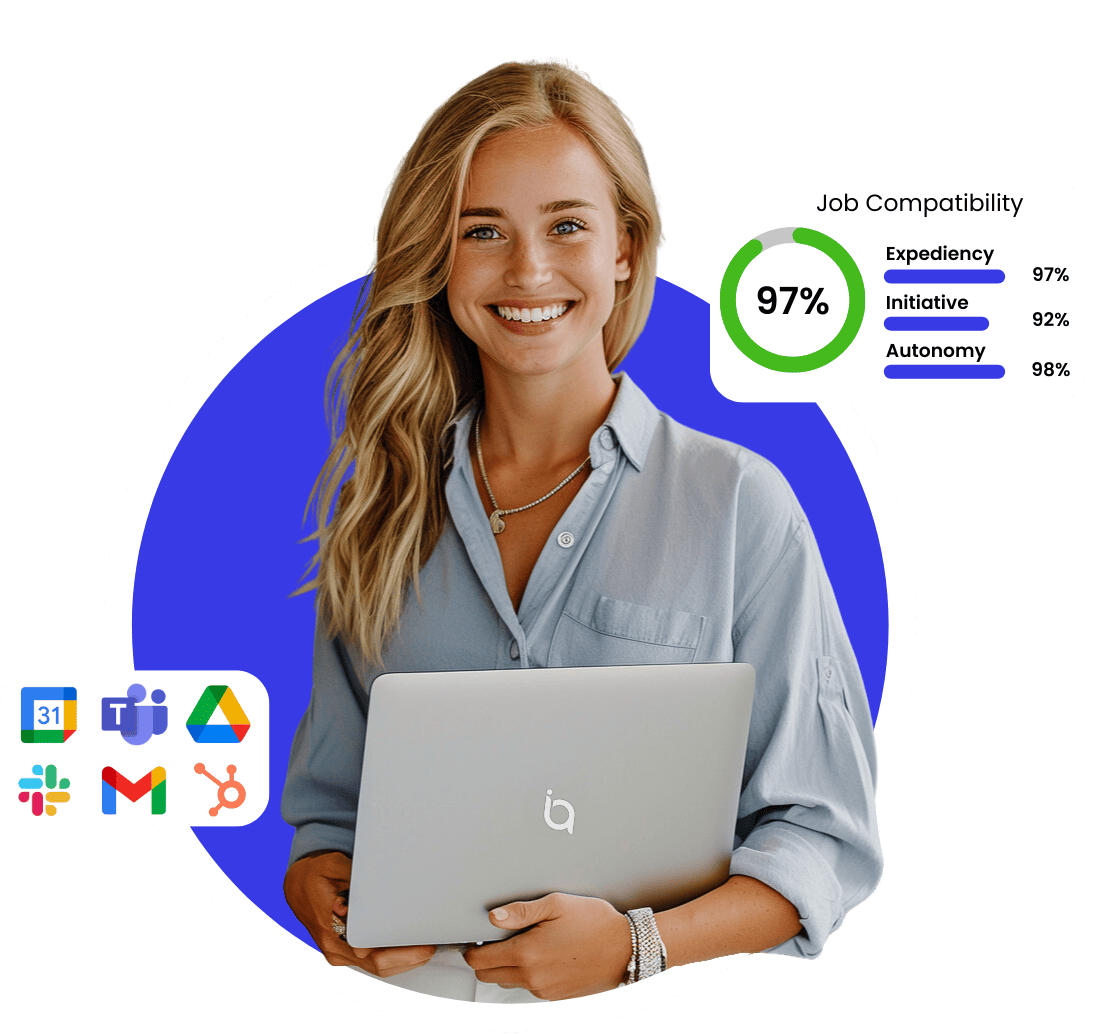 Job Compatibility
97%
Expediency
97%
Initiative
92%
Autonomy
98%
31
T